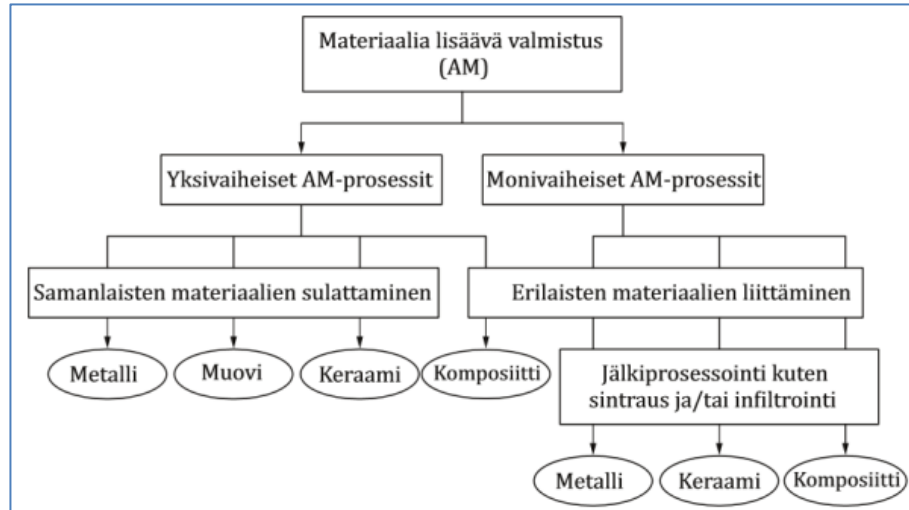 Materiaalia lisäävä valmistus
(AM)
Yksivaiheiset AM-prosessit
Monivaiheiset AM-prosessit
Samanlaisten materiaalien sulattaminen
Erilaisten materiaalien liittäminen
Metalli
Muovi
Keraami
Komposiitti
Jälkiprosessointi kuten
sintraus ja/tai infiltrointi
Metalli
Keraami
Komposiitti